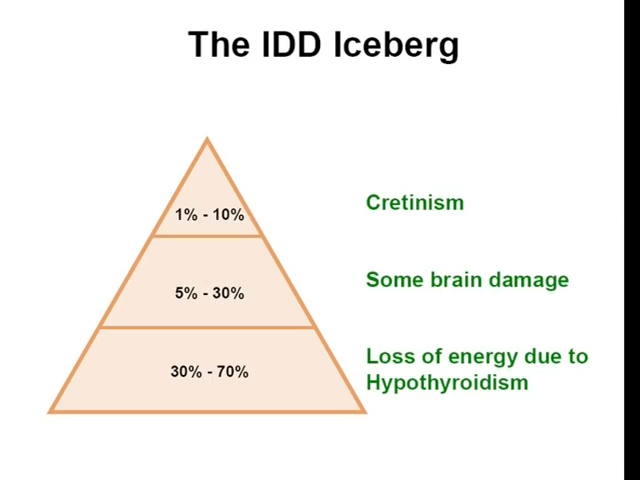 The IDD Iceberg
1% - 10%
Cretinism
5% - 30%
Some brain damage
30% - 70%
Loss of energy due to
Hypothyroidism